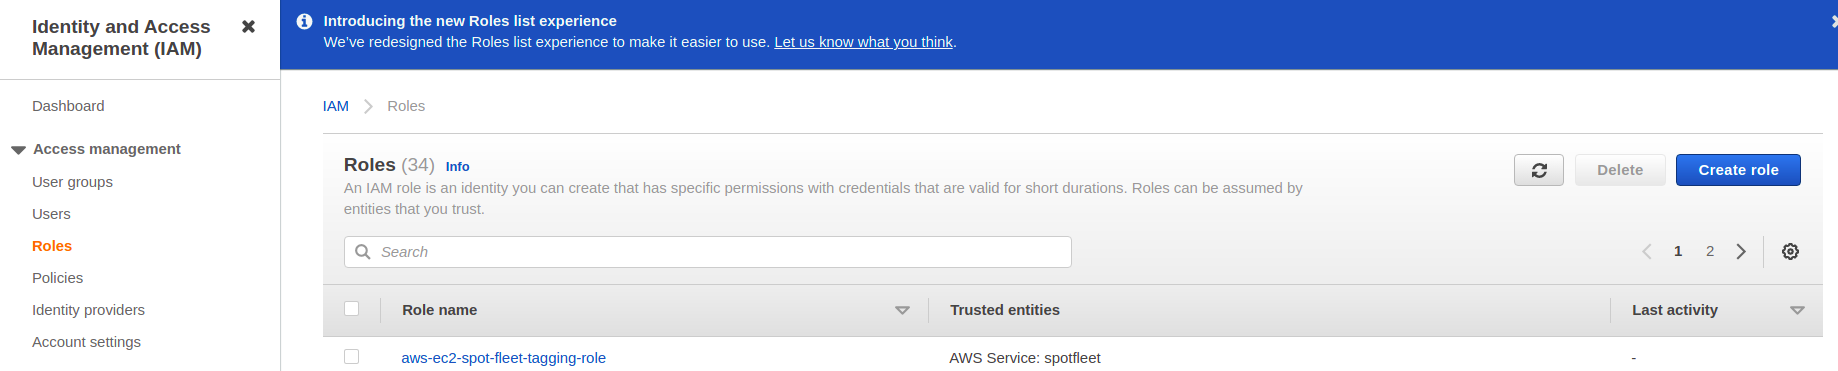 Identity and Access
Management (IAM)
Dashboard
Access management
User groups
Users
Roles
Policies
Identity providers
Account settings
Introducing the new Roles list experience
We've redesigned the Roles list experience to make it easier to use. Let us know what you think.
IAM Roles
Roles (34) Info
An IAM role is an identity you can create that has specific permissions with credentials that are valid for short durations. Roles can be assumed by
entities that you trust.
Delete Create role
Search
1 2
Role name Trusted entities Last activity
aws-ec2-spot-fleet-tagging-role AWS Service: spotfleet -